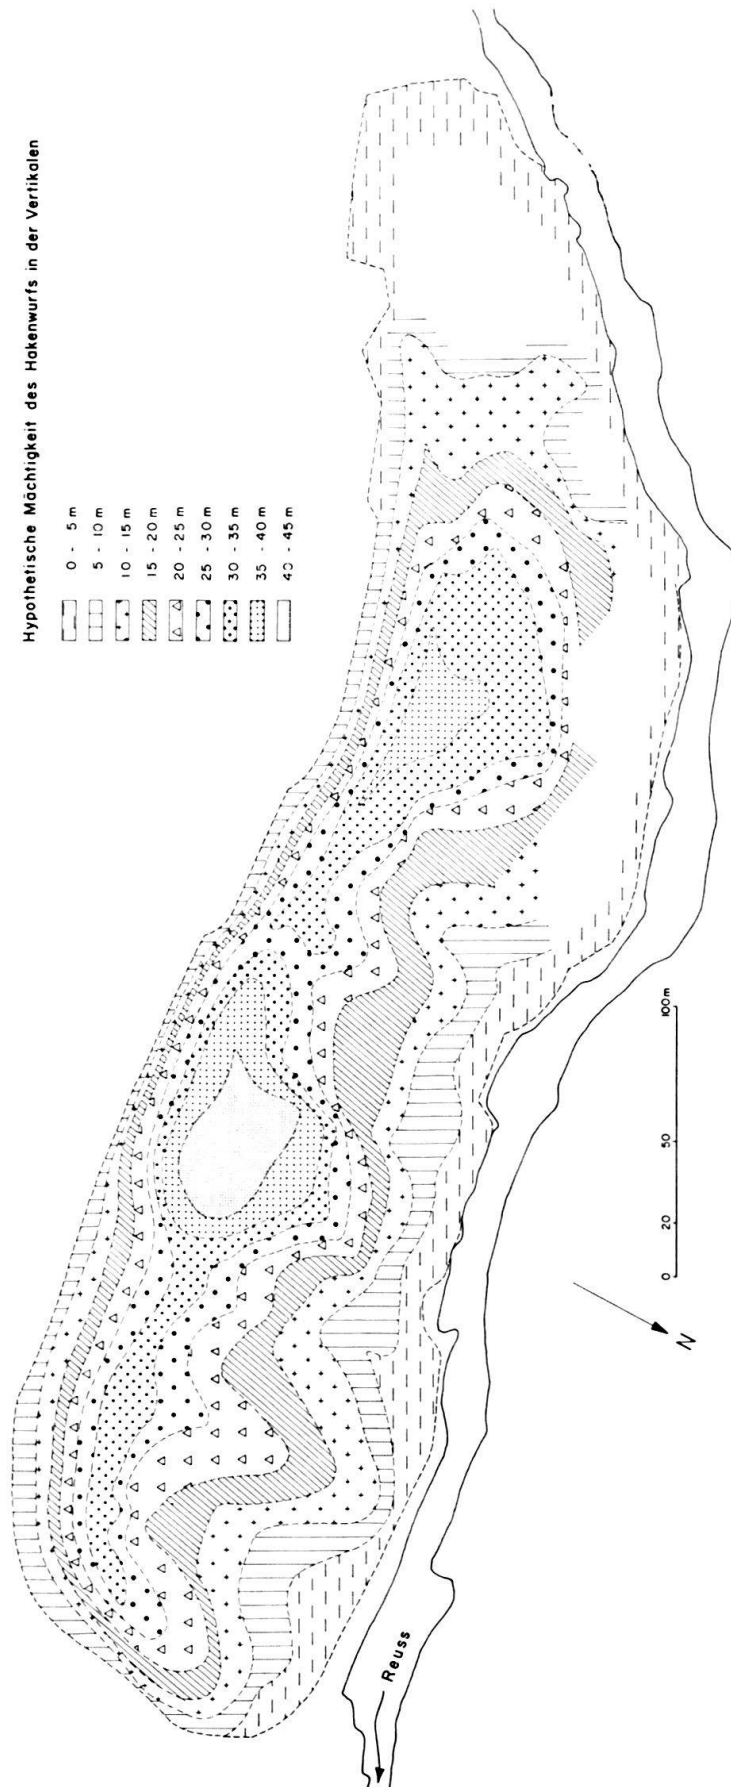 Hypothetische Mächtigkeit des Hakenwurfs in der Vertikalen
0 - 5 m
5 - 10 m
10 - 15 m
15 - 20 m
20 - 25 m
25 - 30 m
30 - 35 m
35 - 40 m
40 - 45 m
0 20 50 100 m
N
Reuss